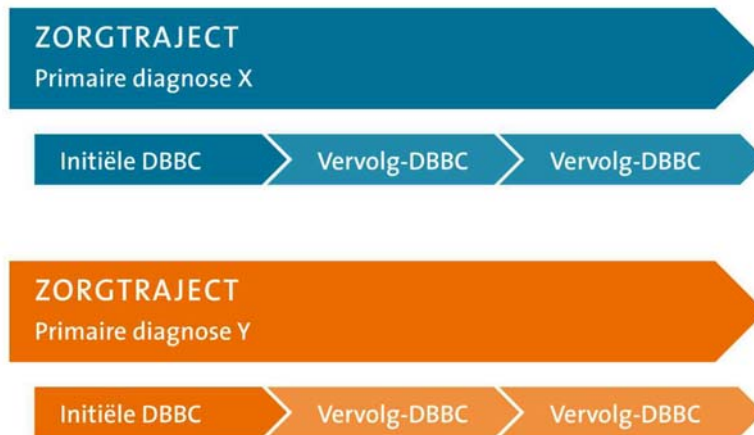 ZORGTRAJECT
Primaire diagnose X
Initiële DBBC Vervolg-DBBC Vervolg-DBBC
ZORGTRAJECT
Primaire diagnose Y
Initiële DBBC Vervolg-DBBC Vervolg-DBBC